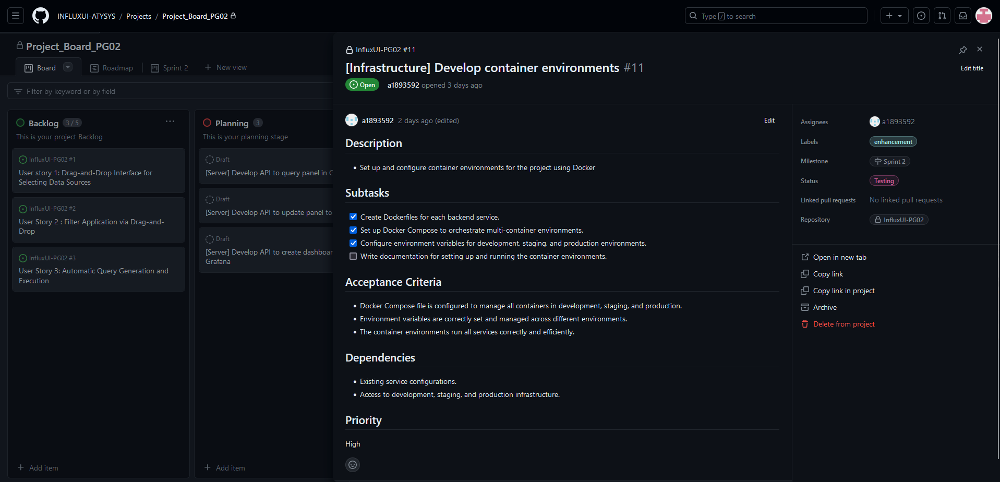 INFLUXUI-ATYSYS / Projects / Project_Board_PG02
Type / to search
Project_Board_PG02
Board
Roadmap
Sprint 2
New view
Filter by keyword or by field
Backlog 3 / 5
This is your project Backlog
InfluxUI-PG02 #1
User story 1: Drag-and-Drop Interface for
Selecting Data Sources
InfluxUI-PG02 #2
User Story 2 : Filter Application via Drag-and-
Drop
InfluxUI-PG02 #3
User Story 3: Automatic Query Generation and
Execution
Add item
Planning 3
This is your planning stage
Draft
[Server] Develop API to query panel in G
Draft
[Server] Develop API to update panel to
Draft
[Server] Develop API to create dashboar
Grafana
Add item
InfluxUI-PG02 #11
[Infrastructure] Develop container environments #11
Edit title
Open
a1893592 opened 3 days ago
a1893592 2 days ago (edited)
Edit
Description
• Set up and configure container environments for the project using Docker
Subtasks
Create Dockerfiles for each backend service.
Set up Docker Compose to orchestrate multi-container environments.
Configure environment variables for development, staging, and production environments.
Write documentation for setting up and running the container environments.
Acceptance Criteria
• Docker Compose file is configured to manage all containers in development, staging, and production.
• Environment variables are correctly set and managed across different environments.
• The container environments run all services correctly and efficiently.
Dependencies
• Existing service configurations.
• Access to development, staging, and production infrastructure.
Priority
High
Assignees a1893592
Labels enhancement
Milestone Sprint 2
Status Testing
Linked pull requests No linked pull requests
Repository InfluxUI-PG02
Open in new tab
Copy link
Copy link in project
Archive
Delete from project